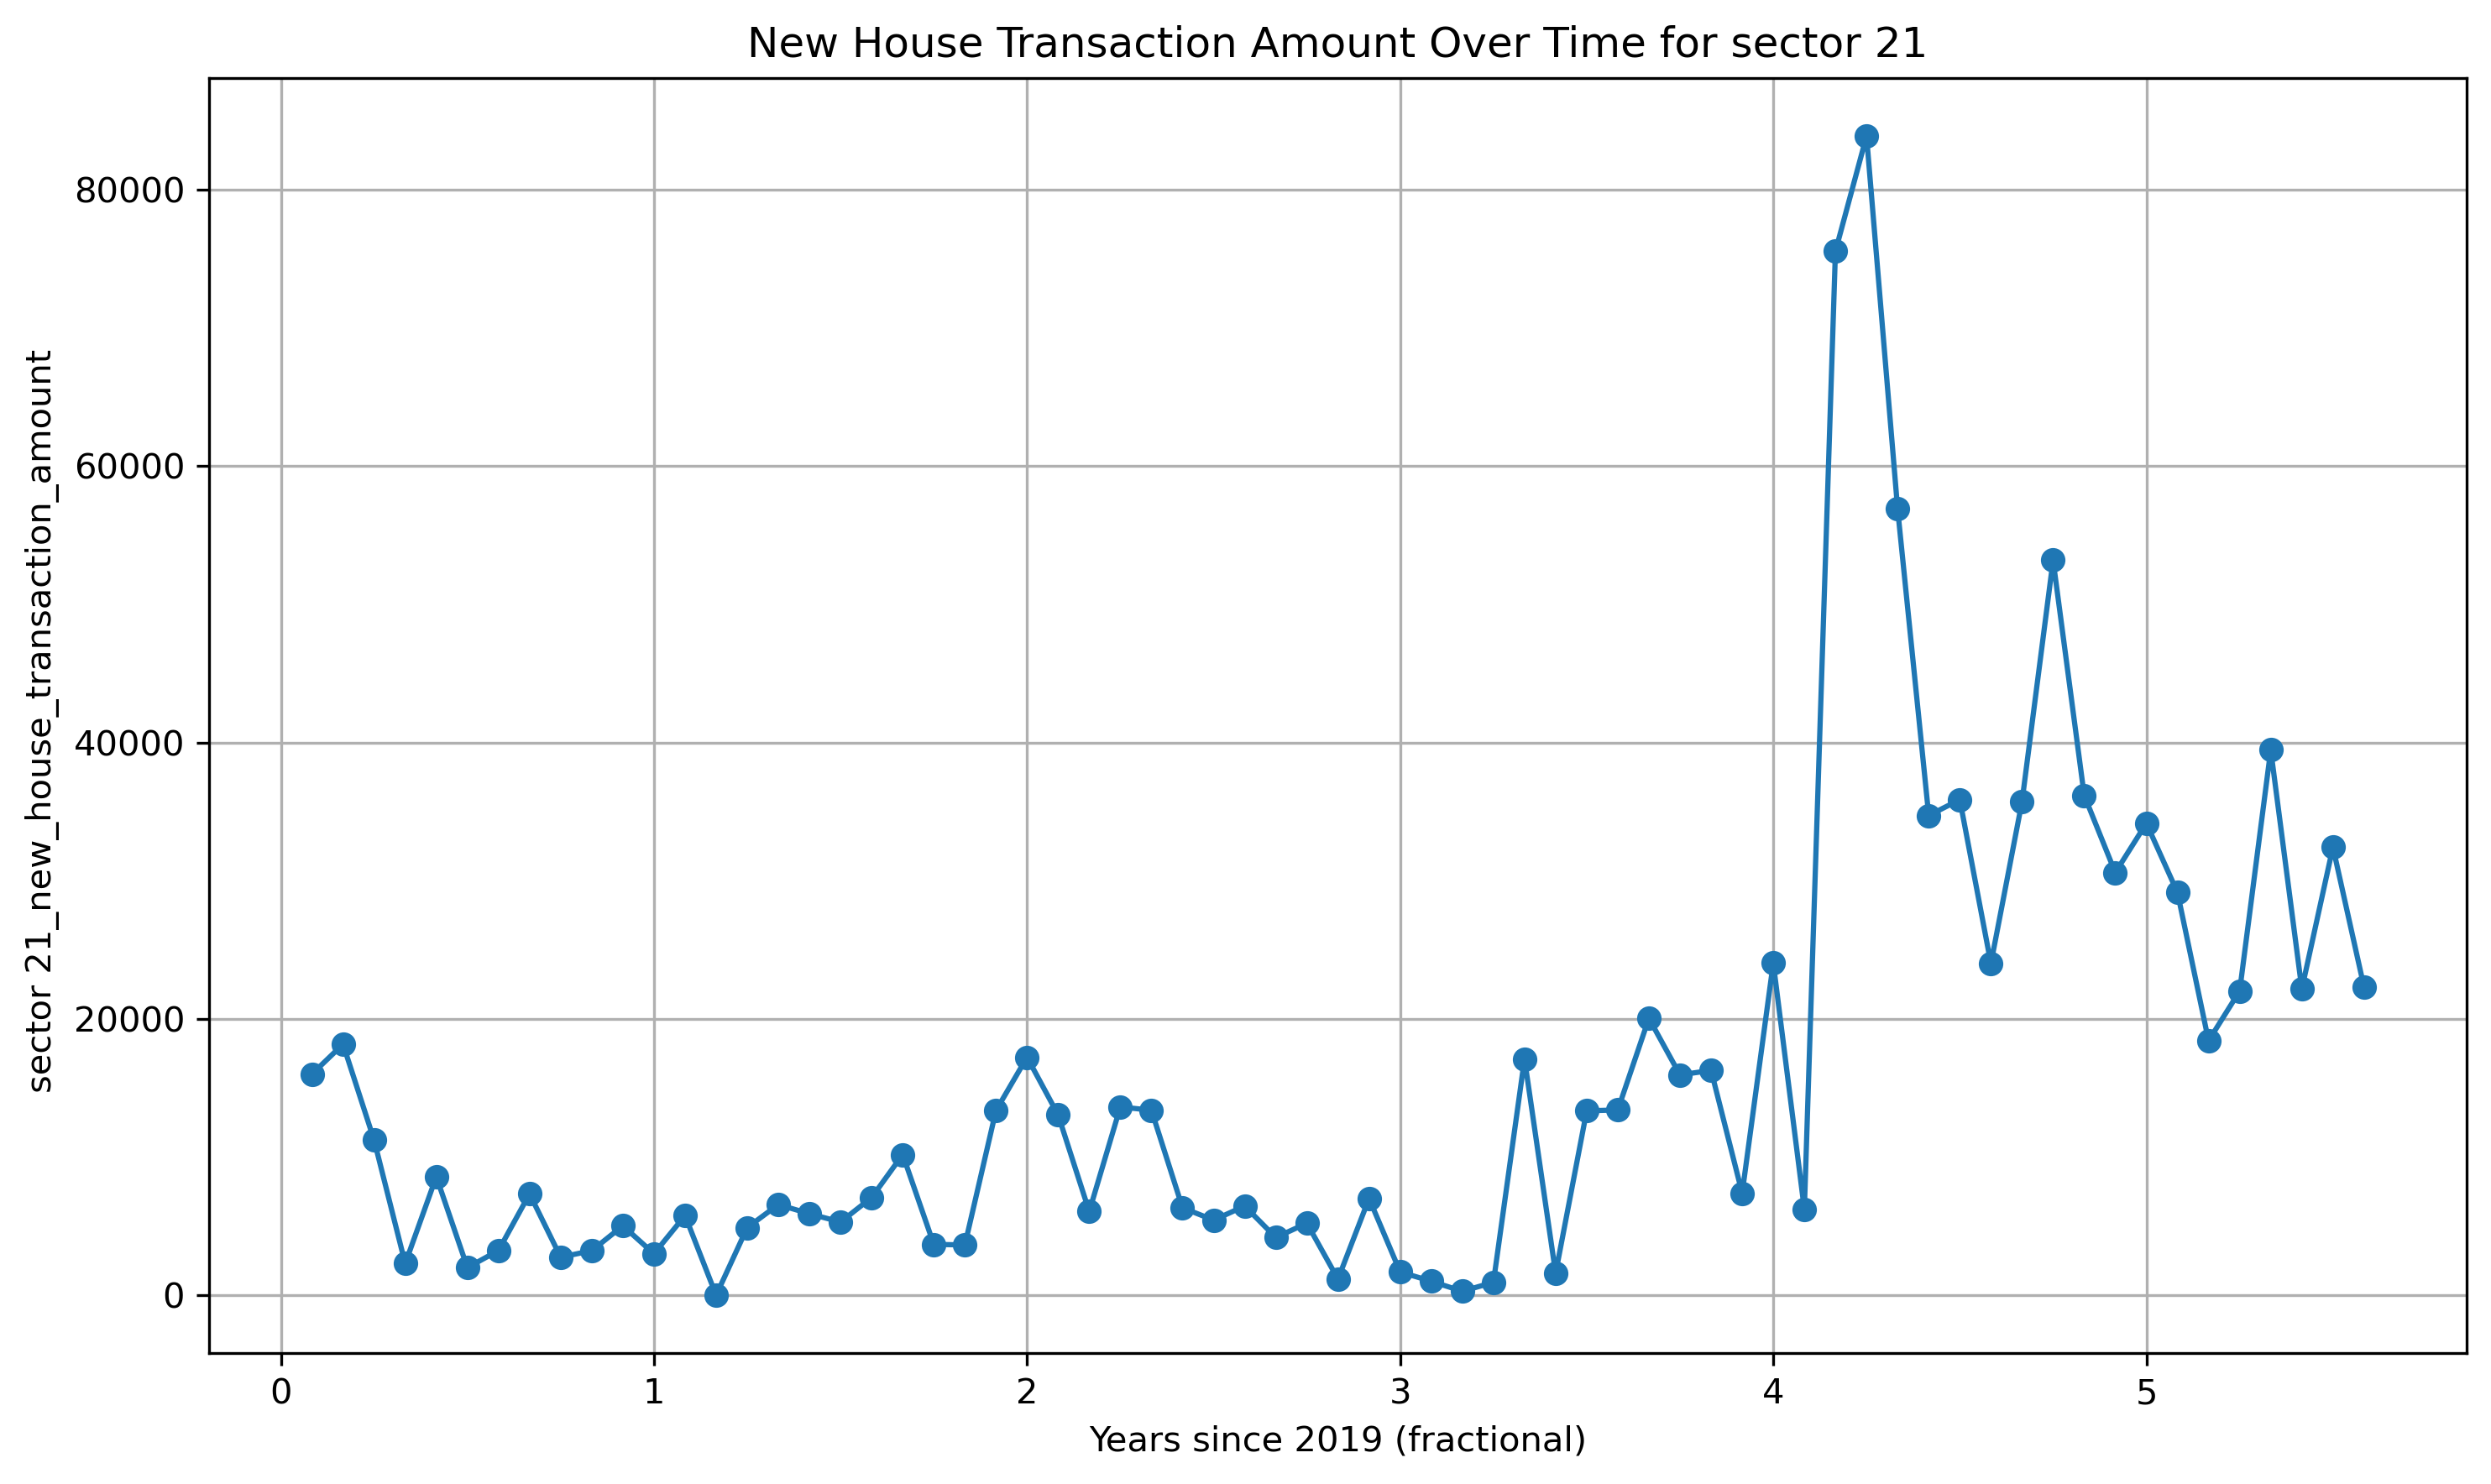 New House Transaction Amount Over Time for sector 21
sector 21_new_house_transaction_amount
80000
60000
40000
20000
0
0 1 2 3 4 5
Years since 2019 (fractional)